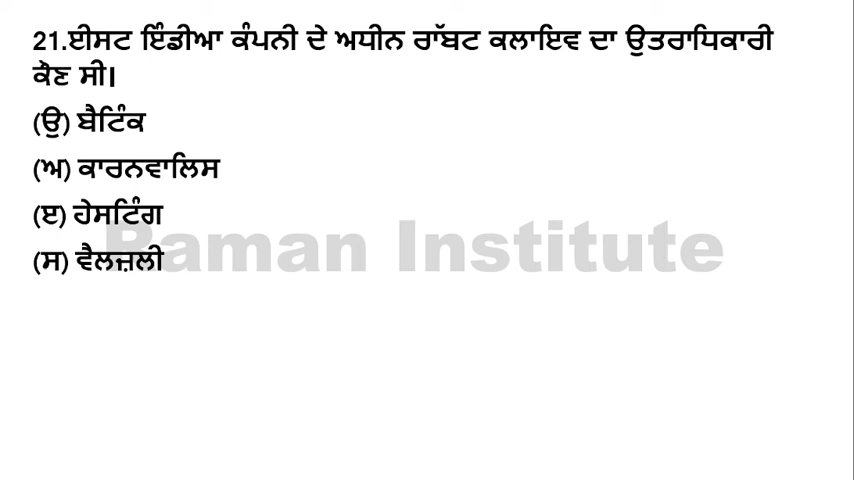 21.ਈਸਟ ਇੰਡੀਆ ਕੰਪਨੀ ਦੇ ਅਧੀਨ ਰਾੱਬਟ ਕਲਾਇਵ ਦਾ ਉਤਰਾਧਿਕਾਰੀ
ਕੌਣ ਸੀ।
(ਉ) ਬੈਟਿੰਕ
(ਅ) ਕਾਰਨਵਾਲਿਸ
(ੲ) ਹੇਸਟਿੰਗ
(ਸ) ਵੈਲਜ਼ਲੀ
Raman Institute